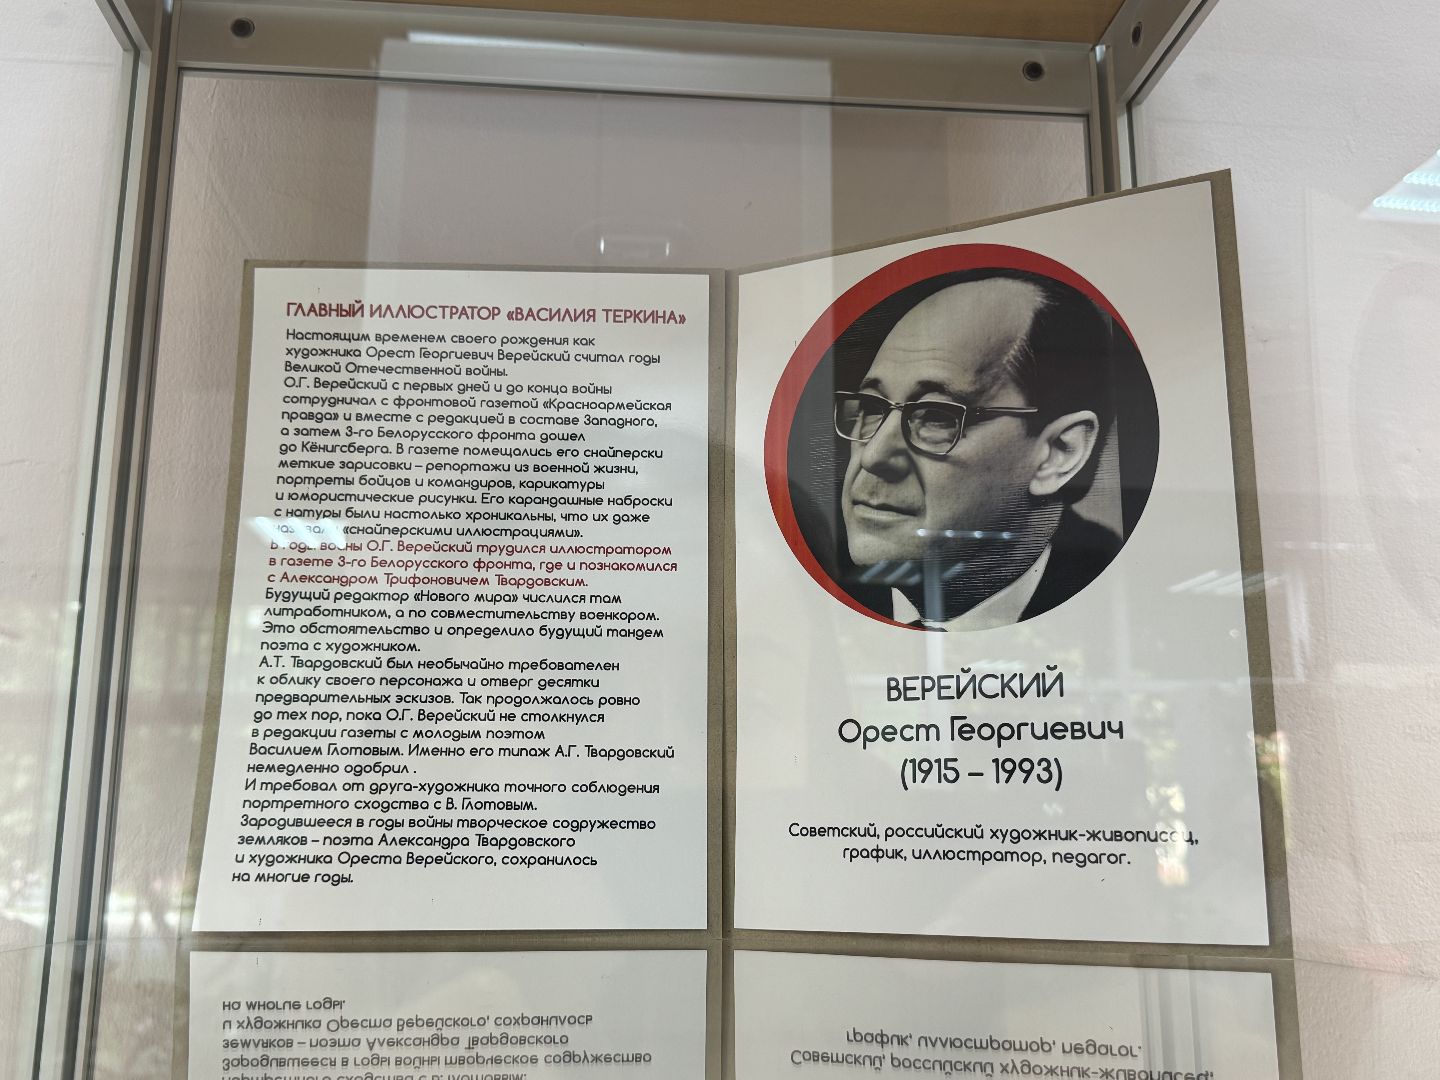 ГЛАВНЫЙ ИЛЛЮСТРАТОР «ВАСИЛИЯ ТЕРКИНА»
Настоящим временем своего рождения как
художника Орест Георгиевич Верейский считал годы
Великой Отечественной войны.
О.Г. Верейский с первых дней и до конца войны
сотрудничал с фронтовой газетой «Красноармейская
правда» и вместе с редакцией в составе Западного,
а затем 3-го Белорусского фронта дошел
до Кёнигсберга. В газете помещались его снайперски
меткие зарисовки – репортажи из военной жизни,
портреты бойцов и командиров, карикатуры
и юмористические рисунки. Его карандашные наброски
с натуры были настолько хроникальны, что их даже
называли «снайперскими иллюстрациями».
В годы войны О.Г. Верейский трудился иллюстратором
в газете 3-го Белорусского фронта, где и познакомился
с Александром Трифоновичем Твардовским.
Будущий редактор «Нового мира» числился там
литработником, а по совместительству военкором.
Это обстоятельство и определило будущий тандем
поэта с художником.
А.Т. Твардовский был необычайно требователен
к облику своего персонажа и отверг десятки
предварительных эскизов. Так продолжалось ровно
до тех пор, пока О.Г. Верейский не столкнулся
в редакции газеты с молодым поэтом
Василием Глотовым. Именно его типаж А.Г. Твардовский
немедленно одобрил .
И требовал от друга-художника точного соблюдения
портретного сходства с В. Глотовым.
Зародившееся в годы войны творческое содружество
земляков – поэта Александра Твардовского
и художника Ореста Верейского, сохранилось
на многие годы.
ВЕРЕЙСКИЙ
Орест Георгиевич
(1915 – 1993)
Советский, российский художник-живописец,
график, иллюстратор, педагог.